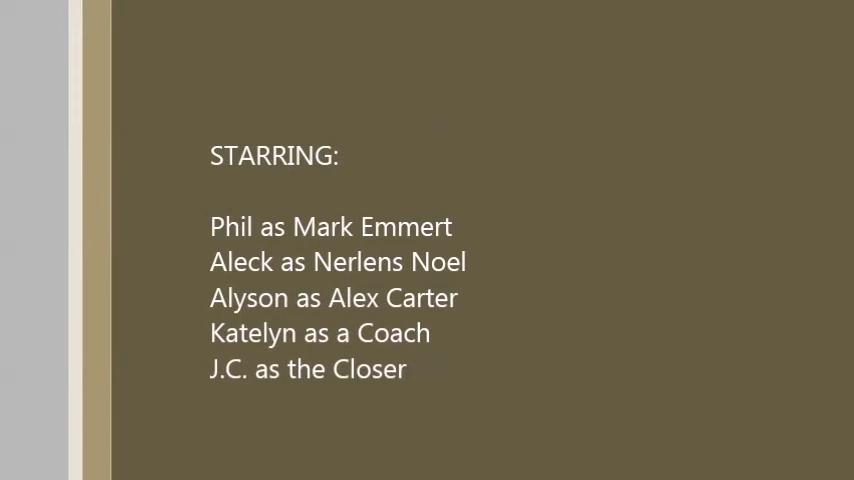 STARRING:
Phil as Mark Emmert
Aleck as Nerlens Noel
Alyson as Alex Carter
Katelyn as a Coach
J.C. as the Closer